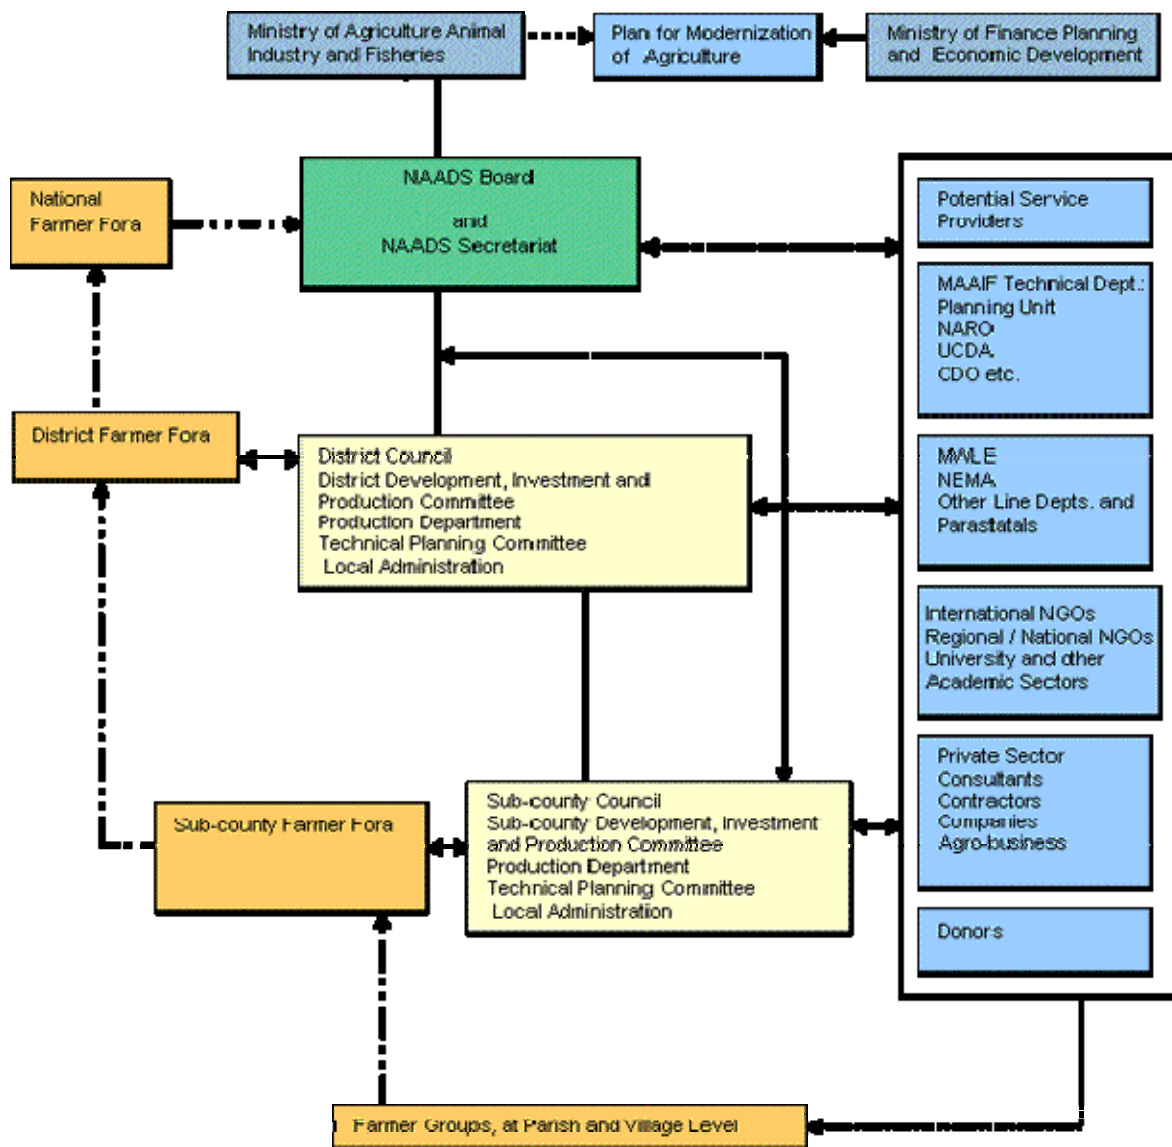 Ministry of Agriculture Animal
Industry and Fisheries
Plan for Modernization
of Agriculture
Ministry of Finance Planning
and Economic Development
NAADS Board
and
NAADS Secretariat
National
Farmer Fora
Potential Service
Providers
MAAIF Technical Dept.:
Planning Unit
NARO
UCDA
CDO etc.
District Farmer Fora
District Council
District Development, Investment and
Production Committee
Production Department
Technical Planning Committee
Local Administration
MWLE
NEMA
Other Line Depts. and
Parastatals
International NGOs
Regional / National NGOs
University and other
Academic Sectors
Private Sector
Consultants
Contractors
Companies
Agro-business
Sub-county Farmer Fora
Sub-county Council
Sub-county Development, Investment
and Production Committee
Production Department
Technical Planning Committee
Local Administration
Donors
Farmer Groups, at Parish and Village Level